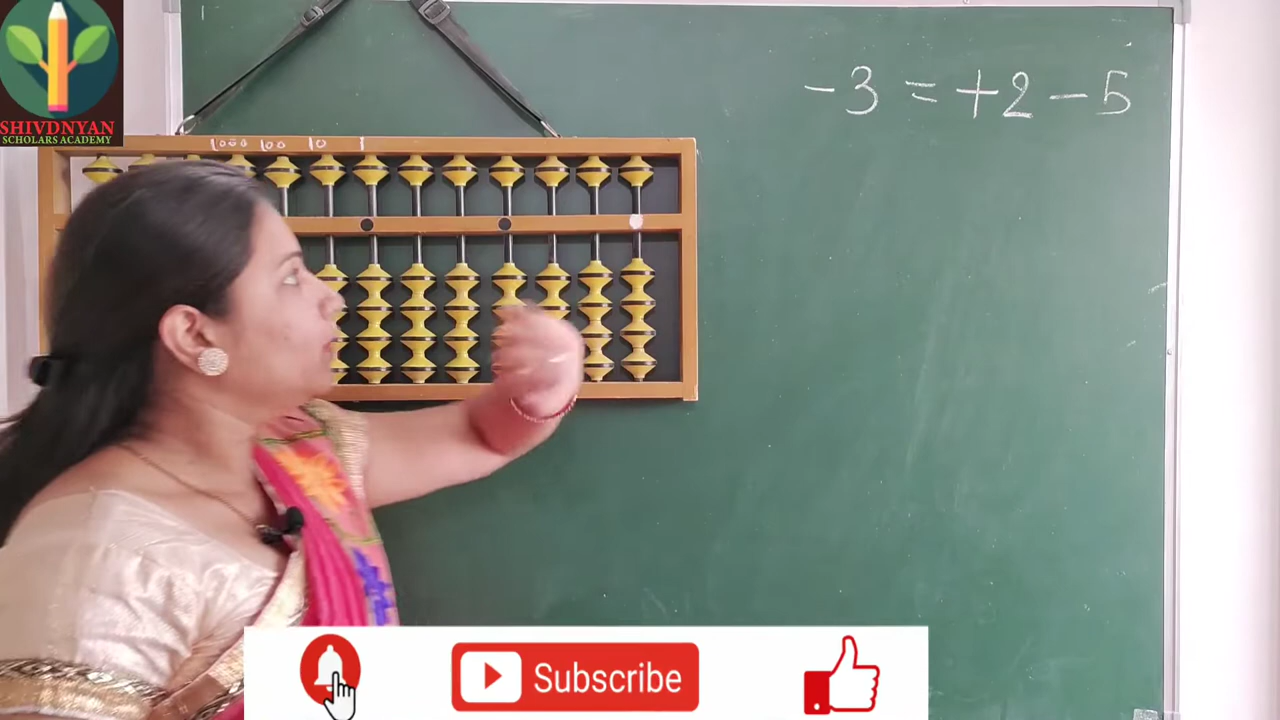 SHIVDNYAN
SCHOLARS ACADEMY
1000 100 10 1
-3 = +2 - 5
Subscribe